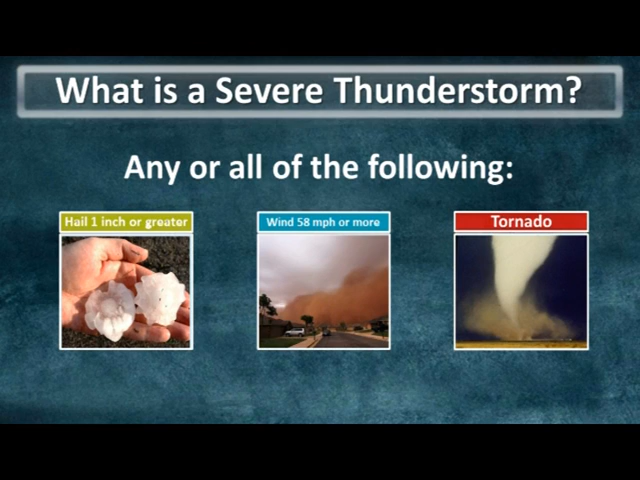 What is a Severe Thunderstorm?
Any or all of the following:
Hail 1 inch or greater
Wind 58 mph or more
Tornado